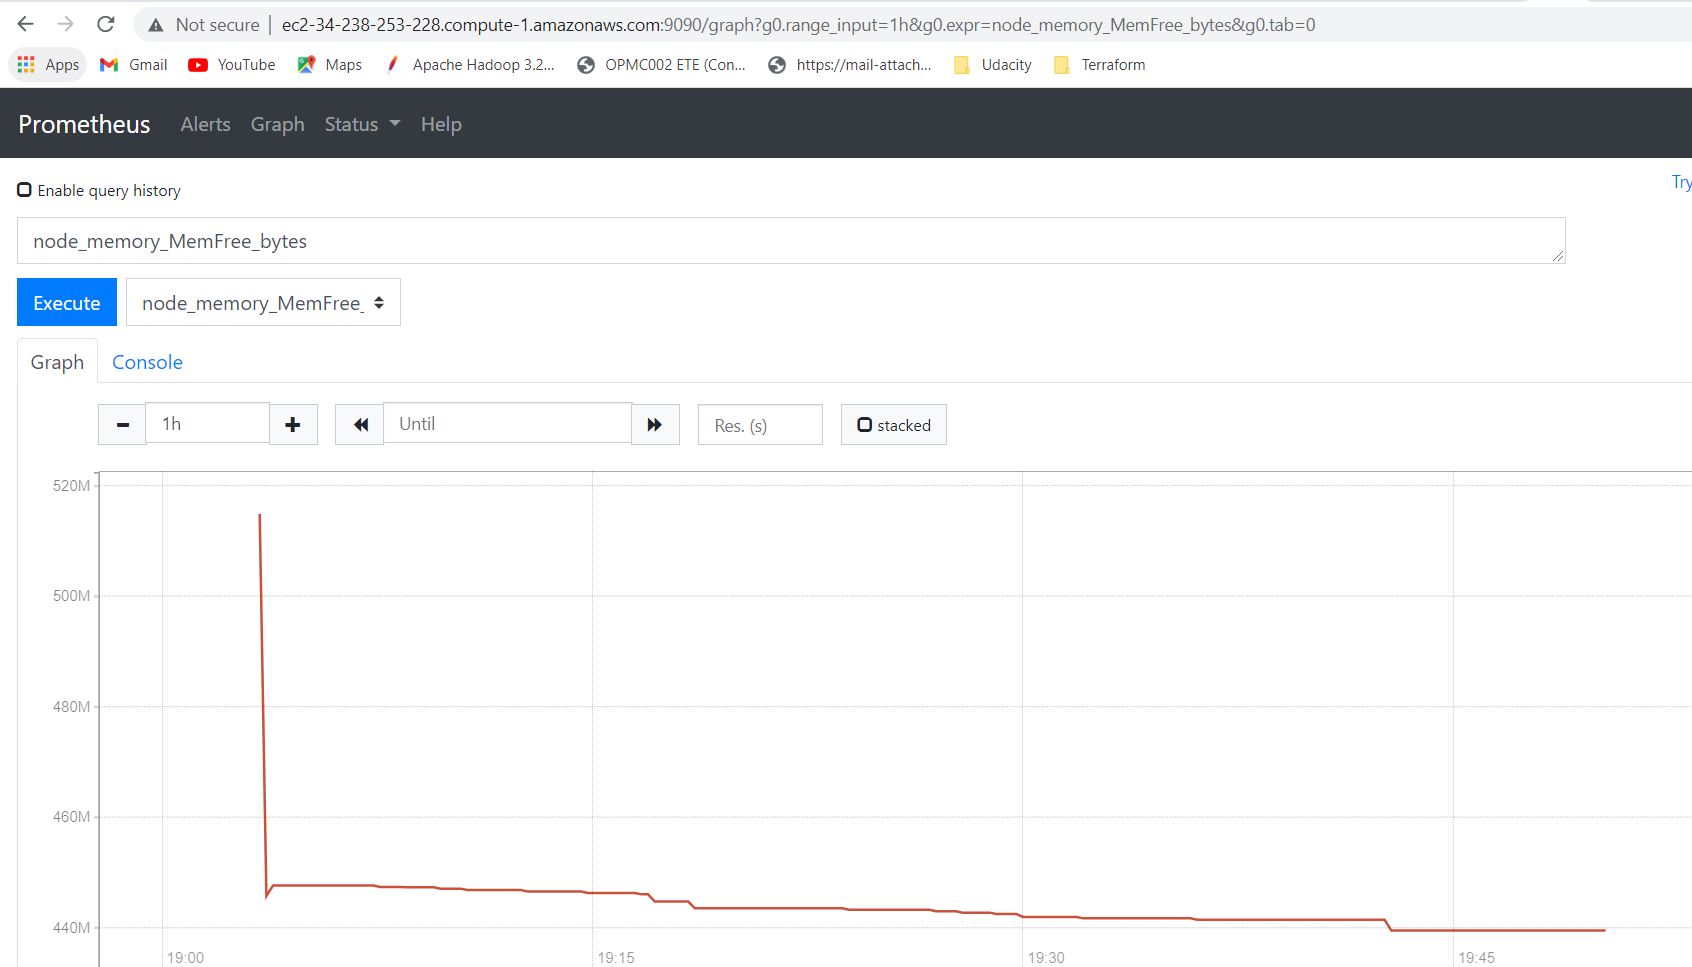 Not secure | ec2-34-238-253-228.compute-1.amazonaws.com:9090/graph?g0.range_input=1h&g0.expr=node_memory_MemFree_bytes&g0.tab=0
Apps Gmail YouTube Maps Apache Hadoop 3.2... OPMC002 ETE (Con... https://mail-attach... Udacity Terraform
Prometheus Alerts Graph Status Help
Enable query history Try
node_memory_MemFree_bytes
Execute node_memory_MemFree_
Graph Console
1h Until Res. (s) stacked
520M
500M
480M
460M
440M
19:00 19:15 19:30 19:45